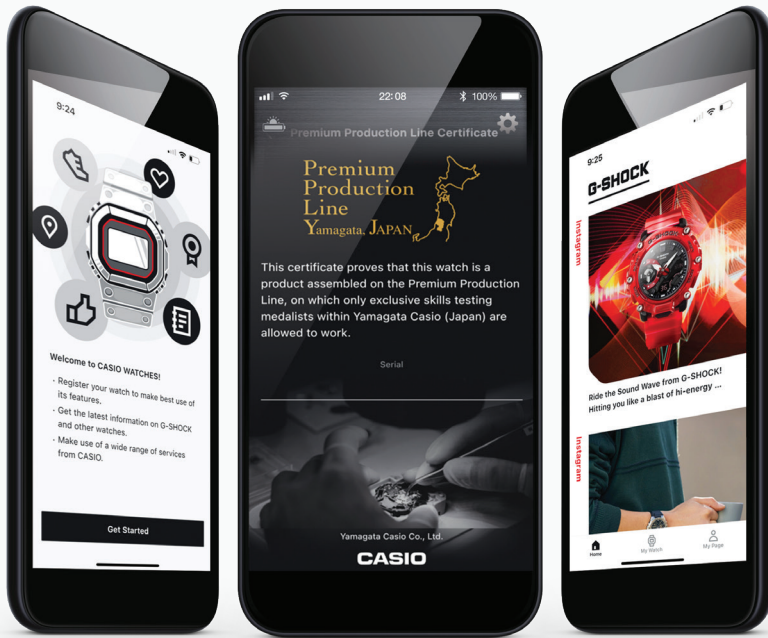 9:24
Welcome to CASIO WATCHES!
· Register your watch to make best use of
its features.
· Get the latest information on G-SHOCK
and other watches.
· Make use of a wide range of services
from CASIO.
Get Started
22:08
100%
Premium Production Line Certificate
Premium
Production
Line
Yamagata, JAPAN
This certificate proves that this watch is a
product assembled on the Premium Production
Line, on which only exclusive skills testing
medalists within Yamagata Casio (Japan) are
allowed to work.
Serial
Yamagata Casio Co., Ltd.
CASIO
9:25
G-SHOCK
Instagram
G-SHOCK
Ride the Sound Wave from G-SHOCK!
Hitting you like a blast of hi-energy ...
Instagram
Home
My Watch
My Page